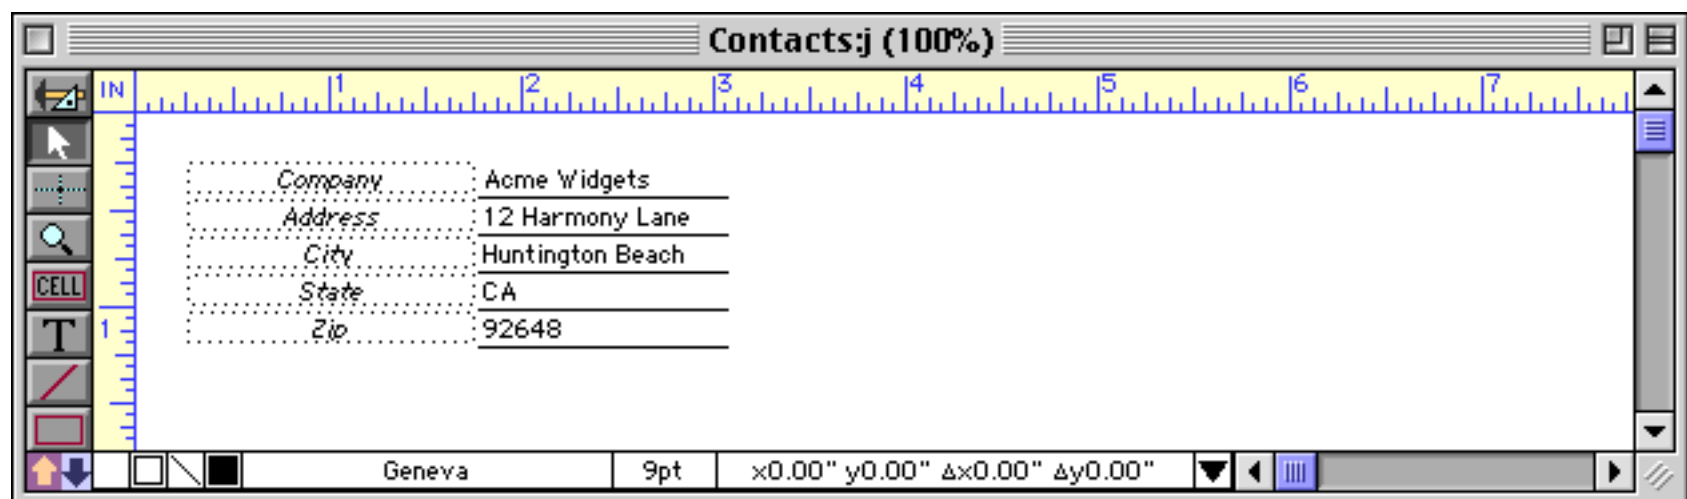 Contacts:j (100%)
IN 1 2 3 4 5 6 7
Company Acme Widgets
Address 12 Harmony Lane
City Huntington Beach
State CA
CELL
Zip 92648
T 1
Geneva 9pt x0.00" y0.00" Δx0.00" Δy0.00"